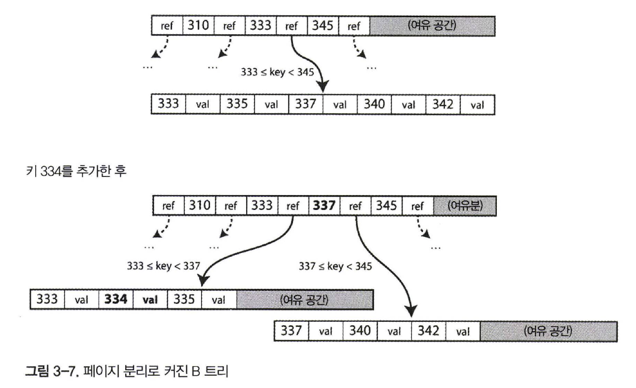 ref 310 ref 333 ref 345 ref (여유 공간)
... ... ...
333 ≤ key < 345
333 val 335 val 337 val 340 val 342 val
키 334를 추가한 후
ref 310 ref 333 ref 337 ref 345 ref (여유분)
... ... ...
333 ≤ key < 337 337 ≤ key < 345
333 val 334 val 335 val (여유 공간)
337 val 340 val 342 val (여유 공간)
그림 3-7. 페이지 분리로 커진 B 트리